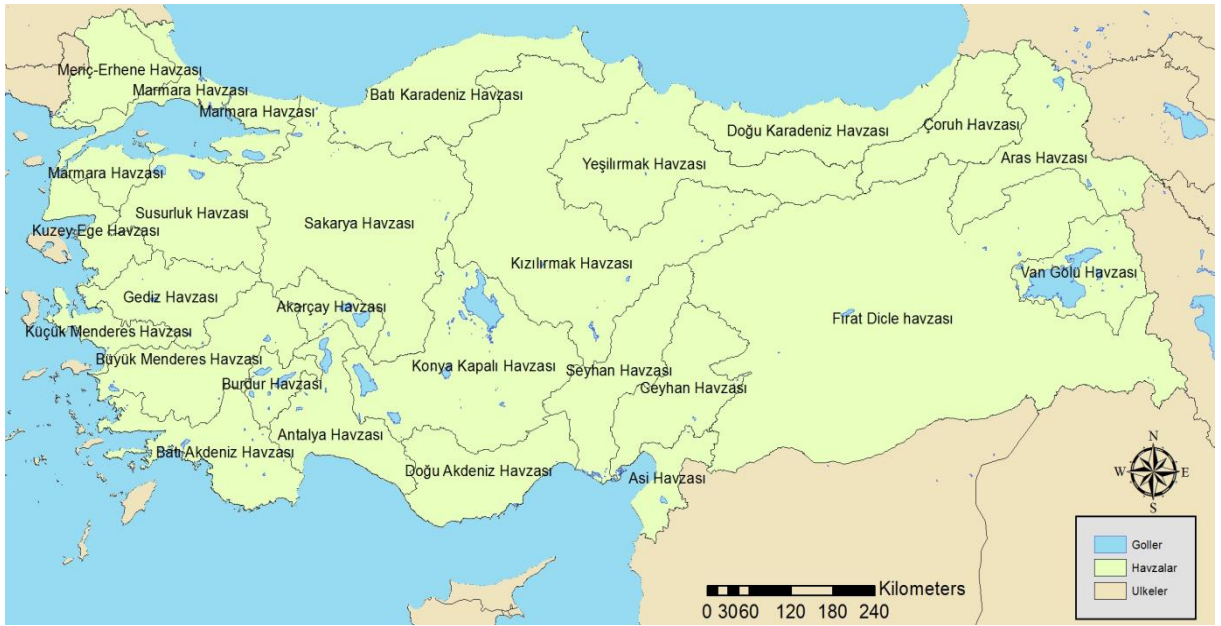 Meriç-Erhene Havzası
Marmara Havzası
Marmara Havzası
Batı Karadeniz Havzası
Doğu Karadeniz Havzası
Çoruh Havzası
Aras Havzası
Yeşilırmak Havzası
Marmara Havzası
Susurluk Havzası
Sakarya Havzası
Kuzey Ege Havzası
Kızılırmak Havzası
Van Gölü Havzası
Gediz Havzası
Akarçay Havzası
Fırat Dicle havzası
Küçük Menderes Havzası
Büyük Menderes Havzası
Konya Kapalı Havzası
Seyhan Havzası
Burdur Havzası
Ceyhan Havzası
Antalya Havzası
Batı Akdeniz Havzası
Doğu Akdeniz Havzası
Asi Havzası
N
W E
S
Goller
Havzalar
Ulkeler
Kilometers
0 30 60 120 180 240